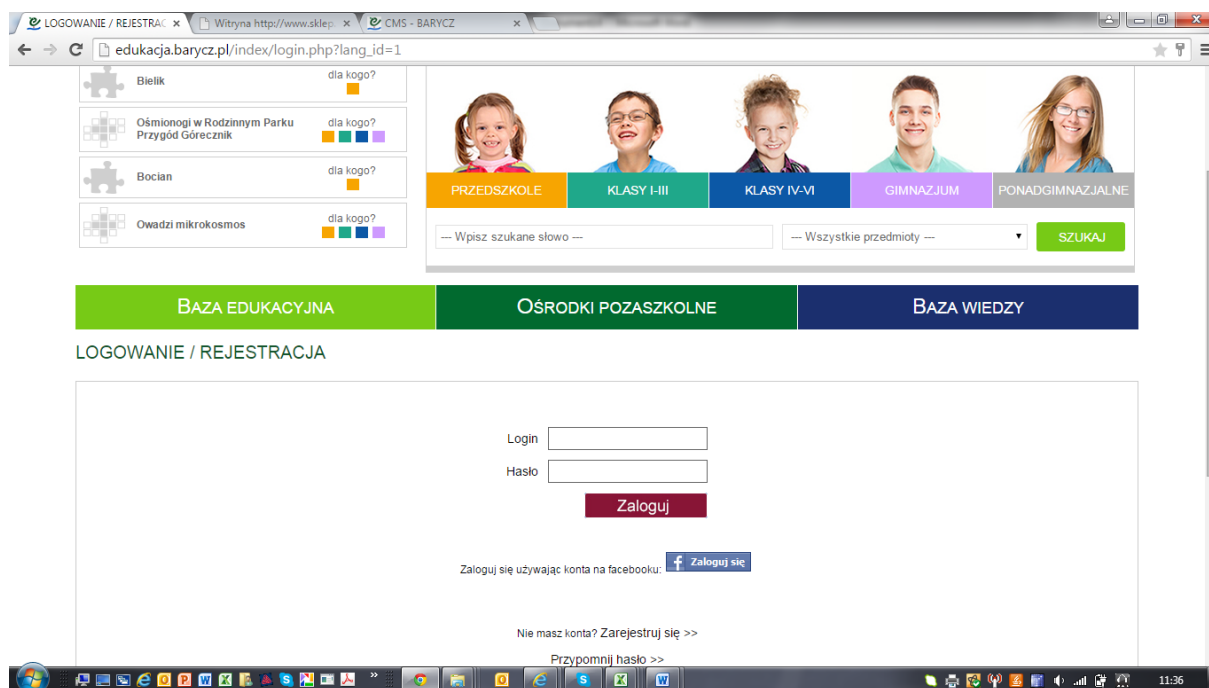 LOGOWANIE / REJESTRAC
Witryna http://www.sklep.
CMS - BARYCZ
edukacja.barycz.pl/index/login.php?lang_id=1
Bielik
dla kogo?
Ośmionogi w Rodzinnym Parku
Przygód Górecznik
dla kogo?
Bocian
dla kogo?
Owadzi mikrokosmos
dla kogo?
PRZEDSZKOLE
KLASY I-III
KLASY IV-VI
GIMNAZJUM
PONADGIMNAZJALNE
--- Wpisz szukane słowo ---
--- Wszystkie przedmioty ---
SZUKAJ
BAZA EDUKACYJNA
OŚRODKI POZASZKOLNE
BAZA WIEDZY
LOGOWANIE / REJESTRACJA
Login
Hasło
Zaloguj
Zaloguj się używając konta na facebooku:
f Zaloguj się
Nie masz konta? Zarejestruj się >>
Przypomnij hasło >>
11:36